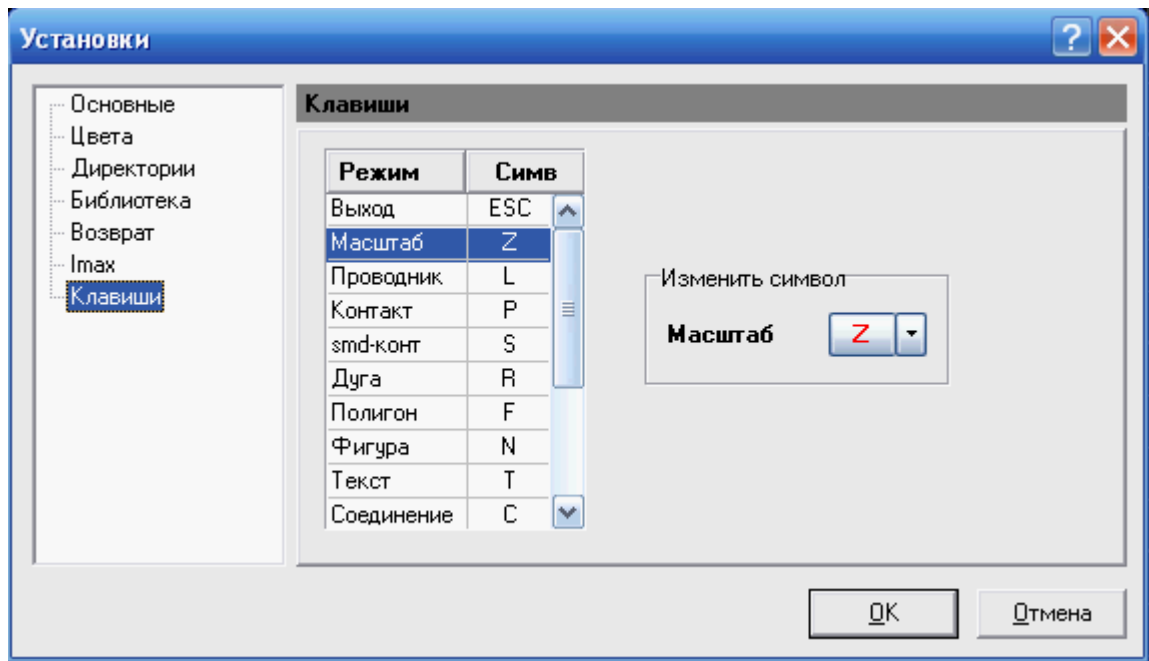 Установки
Основные
Цвета
Директории
Библиотека
Возврат
Imax
Клавиши
Клавиши
Режим Симв
Выход ESC
Масштаб Z
Проводник L
Контакт P
smd-конт S
Дуга R
Полигон F
Фигура N
Текст T
Соединение C
Изменить символ
Масштаб Z
OK Отмена